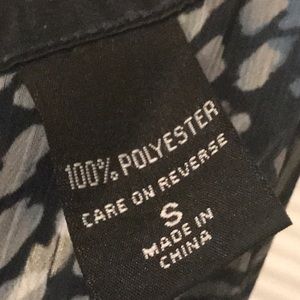 100% POLYESTER
CARE ON REVERSE
S
MADE IN
CHINA